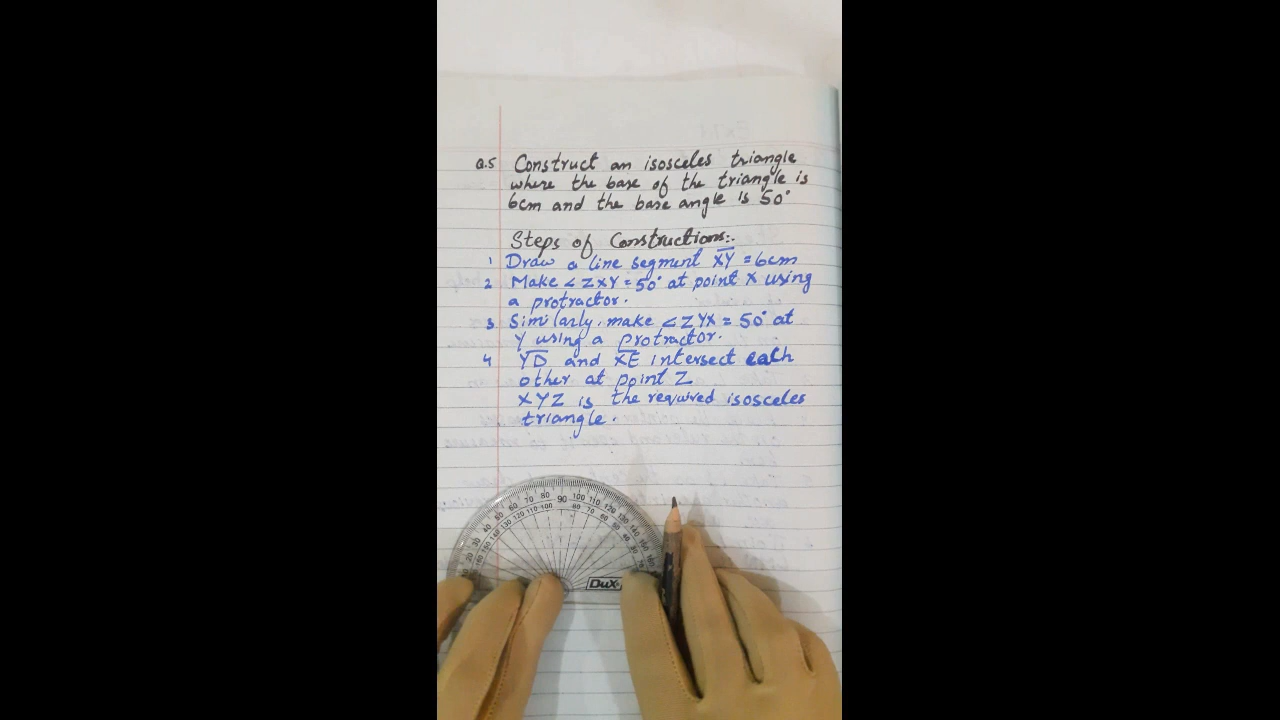 Q.5 Construct an isosceles triangle
where the base of the triangle is
6cm and the base angle is 50°
Steps of Constructions:.
1 Draw a line segment XY = 6cm
2 Make ∠ZXY = 50° at point X using
a protractor.
3 Similarly, make ∠ZYX = 50° at
Y using a protractor.
4 YD and XE intersect each
other at point Z
XYZ is the required isosceles
triangle.
DUX